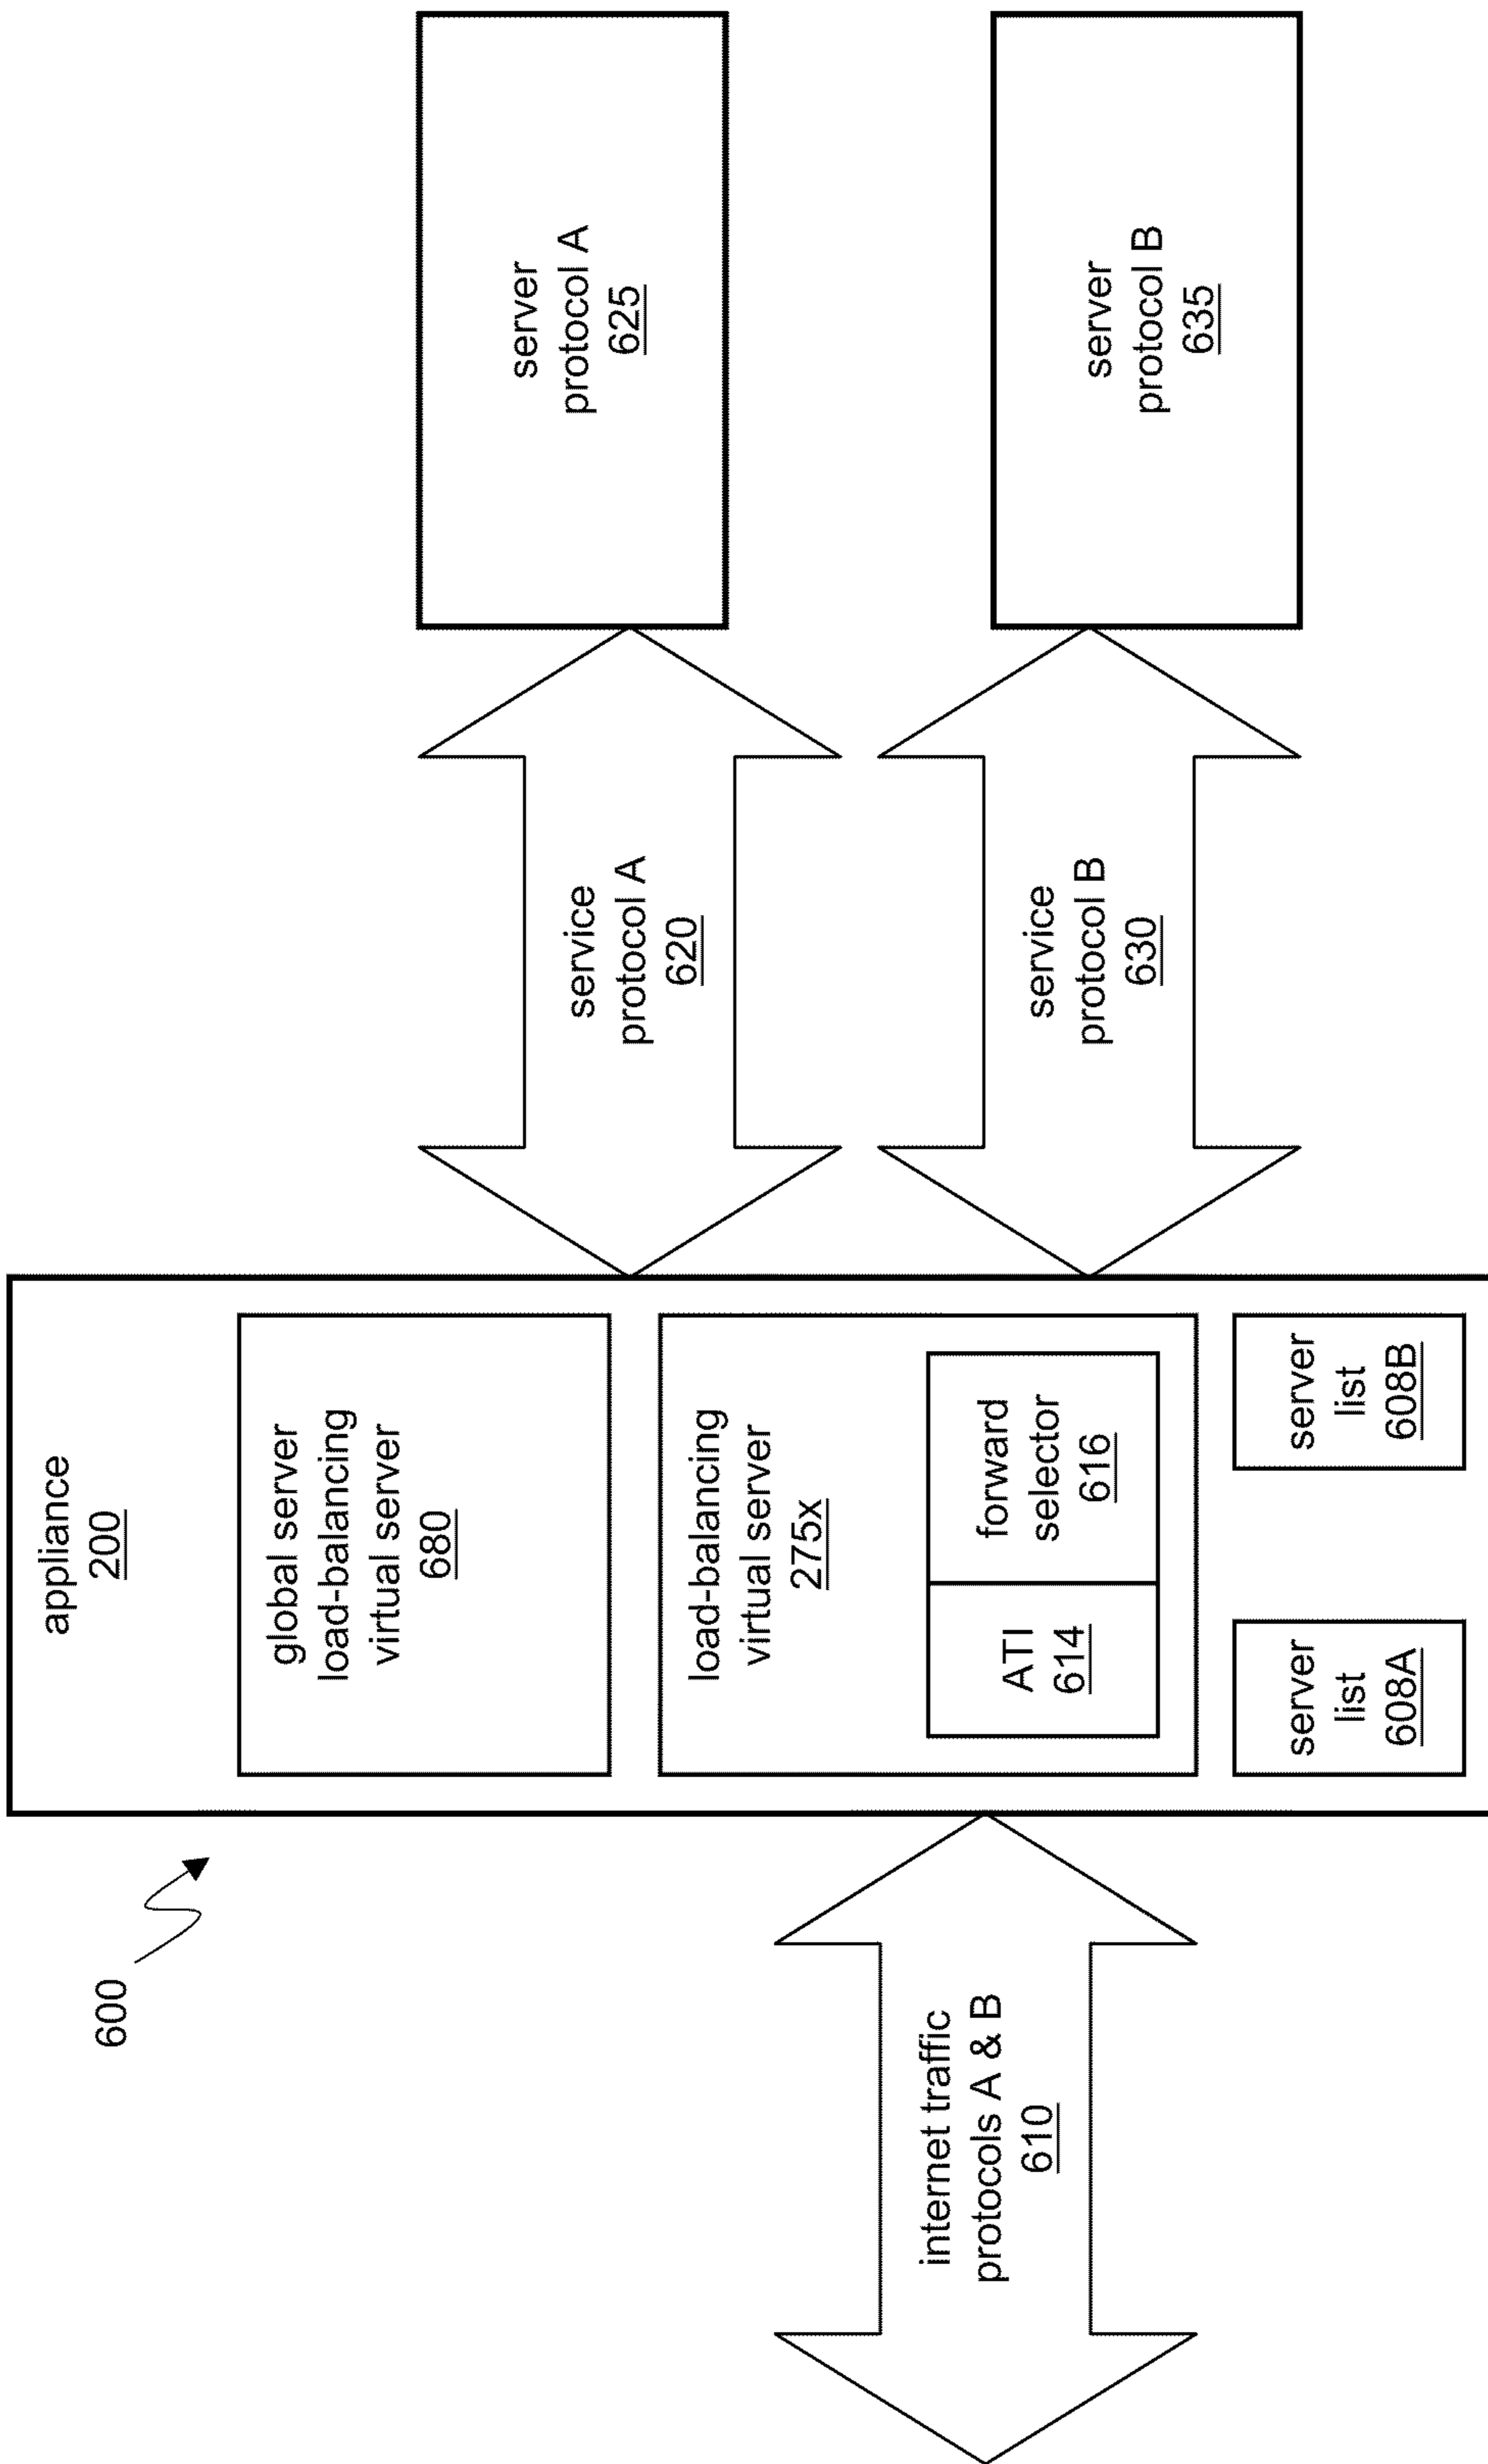 600
internet traffic
protocols A & B
610
appliance
200
global server
load-balancing
virtual server
680
load-balancing
virtual server
275x
ATI
614
forward
selector
616
server
list
608A
server
list
608B
service
protocol A
620
service
protocol B
630
server
protocol A
625
server
protocol B
635